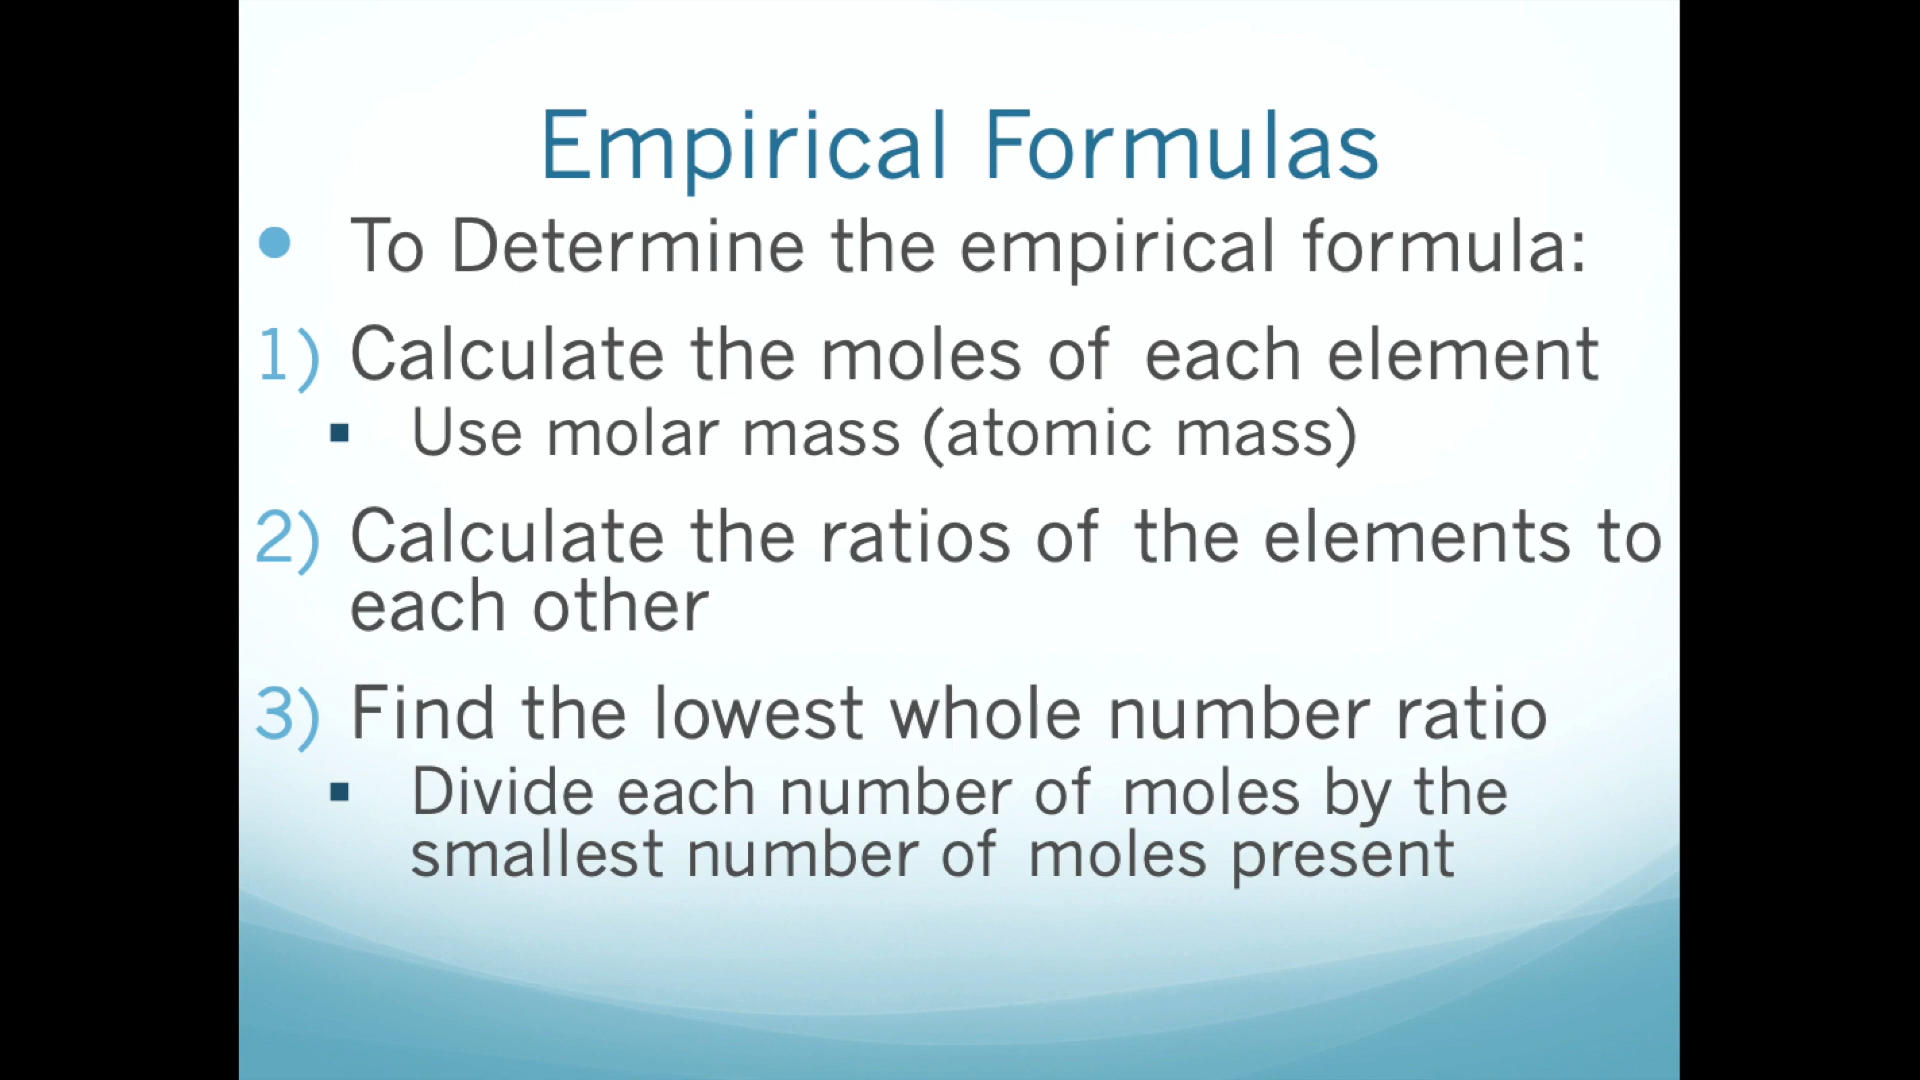 Empirical Formulas
• To Determine the empirical formula:
1) Calculate the moles of each element
▪ Use molar mass (atomic mass)
2) Calculate the ratios of the elements to
each other
3) Find the lowest whole number ratio
▪ Divide each number of moles by the
smallest number of moles present